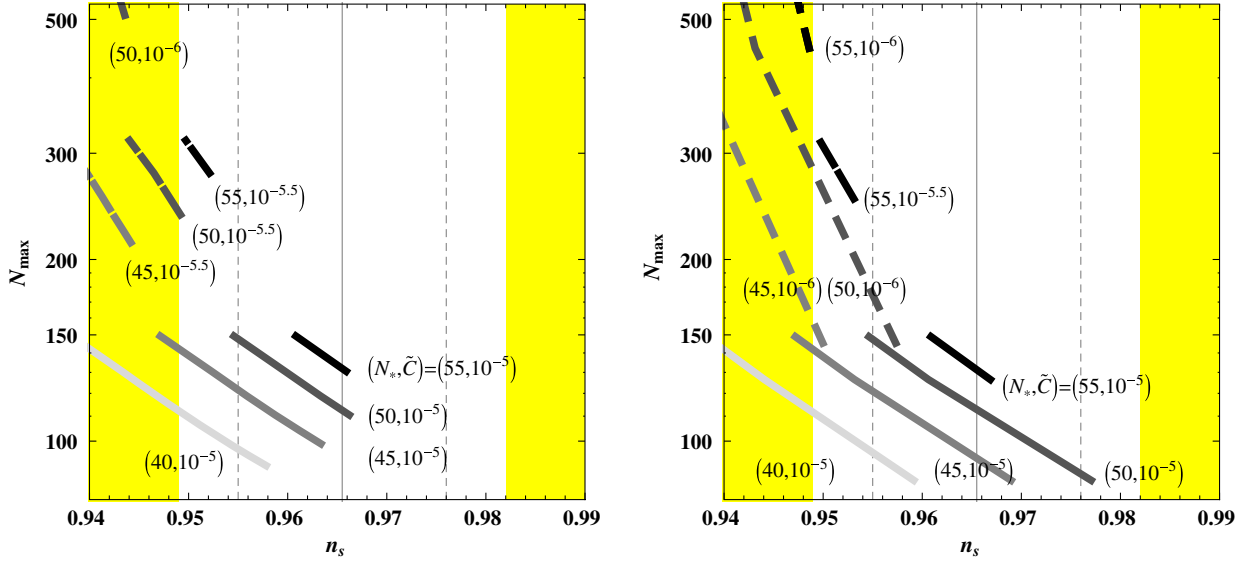 500
300
200
150
100
N_max
(50,10^−6)
(55,10^−5.5)
(50,10^−5.5)
(45,10^−5.5)
(N_*,C̃)=(55,10^−5)
(50,10^−5)
(45,10^−5)
(40,10^−5)
0.94 0.95 0.96 0.97 0.98 0.99
n_s
500
300
200
150
100
N_max
(55,10^−6)
(55,10^−5.5)
(45,10^−6) (50,10^−6)
(N_*,C̃)=(55,10^−5)
(40,10^−5) (45,10^−5) (50,10^−5)
0.94 0.95 0.96 0.97 0.98 0.99
n_s